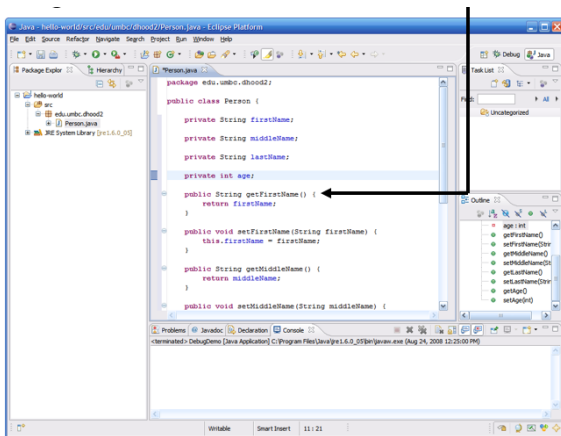 Java - hello-world/src/edu/umbc/dhood2/Person.java - Eclipse Platform
File Edit Source Refactor Navigate Search Project Run Window Help
Debug Java
Package Explor Hierarchy
hello-world
src
edu.umbc.dhood2
Person.java
JRE System Library [jre1.6.0_05]
*Person.java
package edu.umbc.dhood2;
public class Person {
private String firstName;
private String middleName;
private String lastName;
private int age;
public String getFirstName() {
return firstName;
}
public void setFirstName(String firstName) {
this.firstName = firstName;
}
public String getMiddleName() {
return middleName;
}
public void setMiddleName(String middleName) {
Task List
Find:
All
Uncategorized
Outline
age : int
getFirstName()
setFirstName(Strin
getMiddleName()
setMiddleName(St
getLastName()
setLastName(Strin
getAge()
setAge(int)
Problems Javadoc Declaration Console
<terminated> DebugDemo [Java Application] C:\Program Files\Java\jre1.6.0_05\bin\javaw.exe (Aug 24, 2008 12:25:00 PM)
Writable Smart Insert 11 : 21